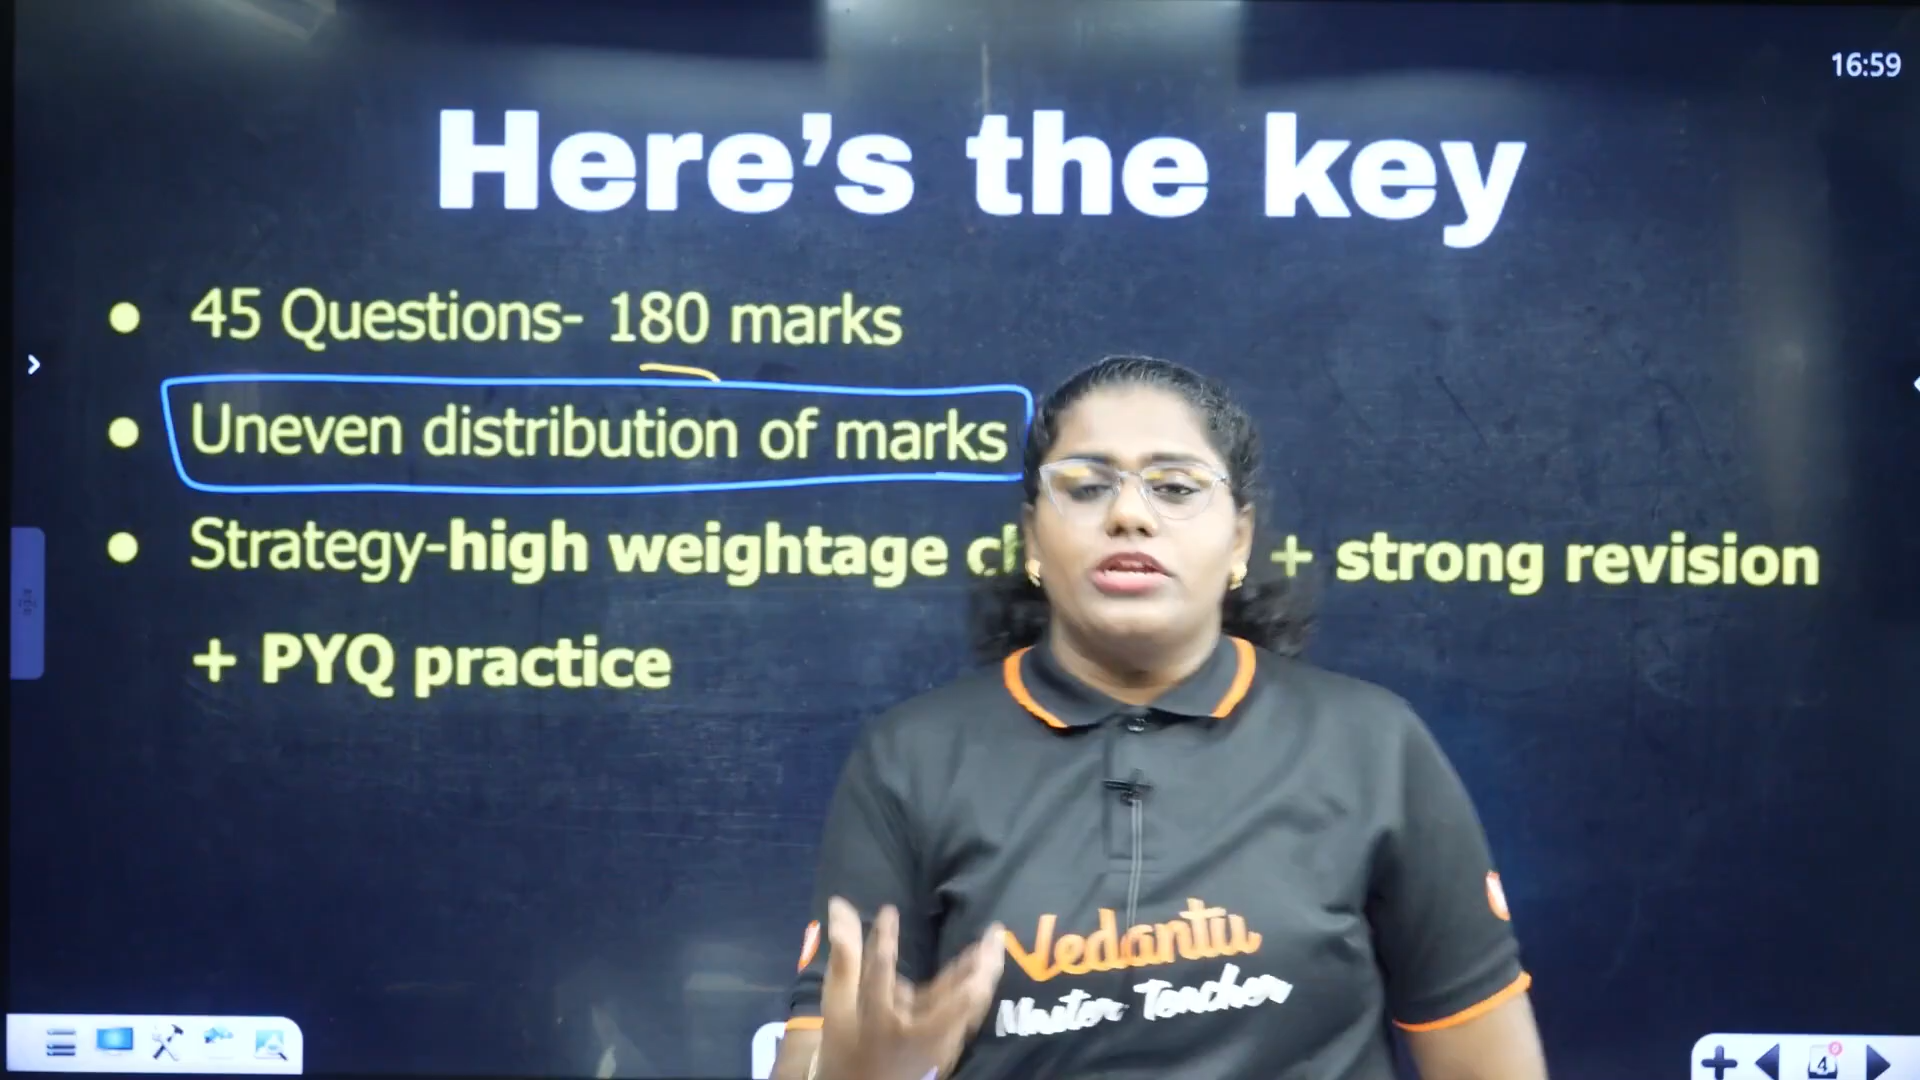 16:59
Here's the key
• 45 Questions- 180 marks
• Uneven distribution of marks
• Strategy-high weightage + strong revision
+ PYQ practice
Vedantu
Master Teacher
4